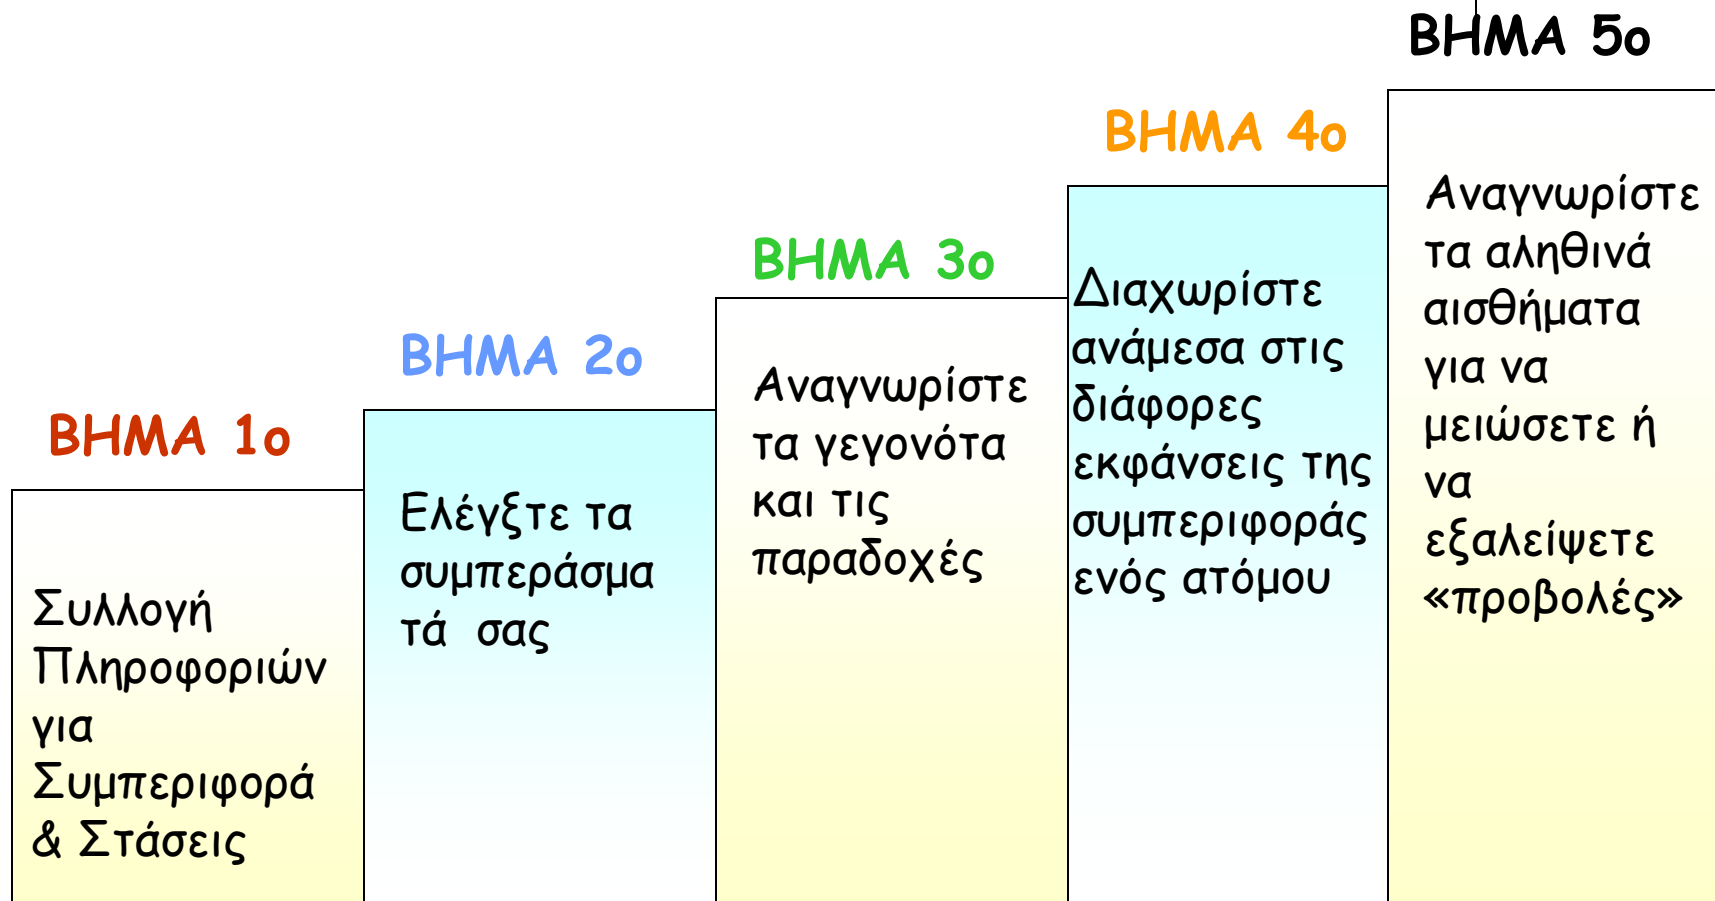 ΒΗΜΑ 1ο
Συλλογή
Πληροφοριών
για
Συμπεριφορά
& Στάσεις
ΒΗΜΑ 2ο
Ελέγξτε τα
συμπεράσμα
τά σας
ΒΗΜΑ 3ο
Αναγνωρίστε
τα γεγονότα
και τις
παραδοχές
ΒΗΜΑ 4ο
Διαχωρίστε
ανάμεσα στις
διάφορες
εκφάνσεις της
συμπεριφοράς
ενός ατόμου
ΒΗΜΑ 5ο
Αναγνωρίστε
τα αληθινά
αισθήματα
για να
μειώσετε ή
να
εξαλείψετε
«προβολές»